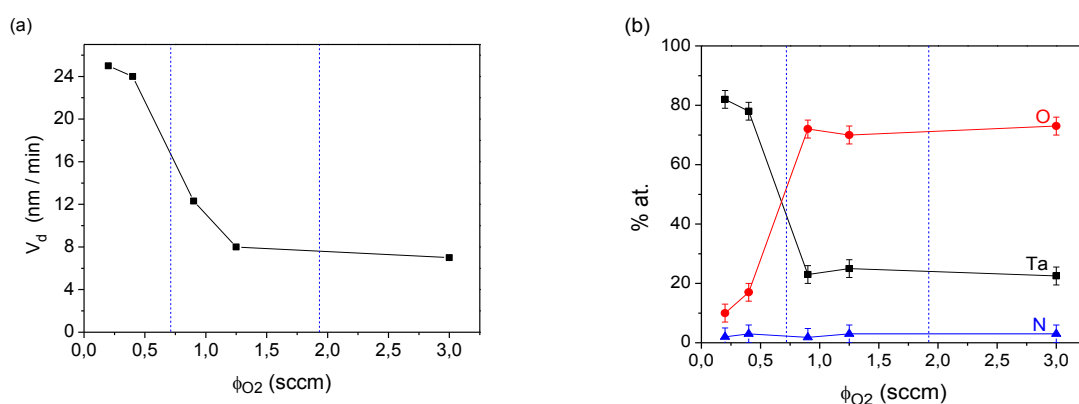 (a)
24
20
16
12
8
4
0
V_d (nm / min)
0,0 0,5 1,0 1,5 2,0 2,5 3,0
ϕ_O2 (sccm)
(b)
100
80
60
40
20
0
% at.
O
Ta
N
0,0 0,5 1,0 1,5 2,0 2,5 3,0
ϕ_O2 (sccm)